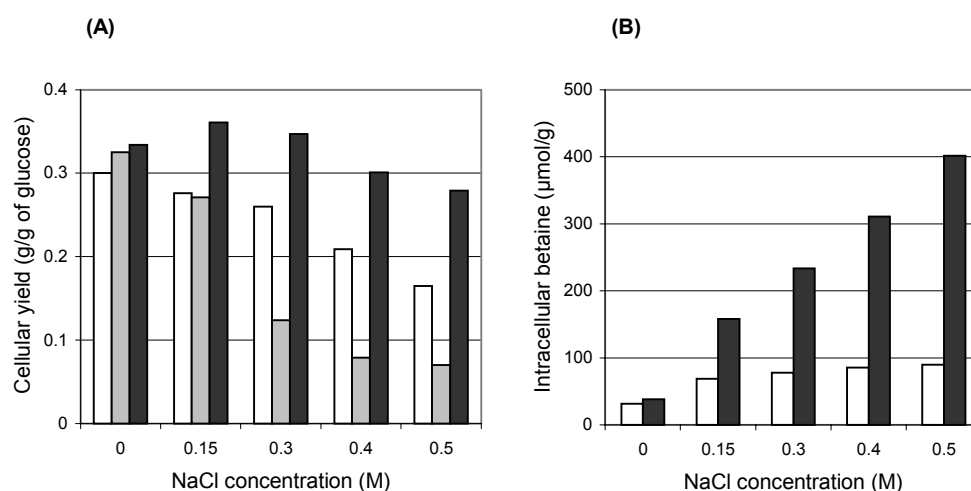 (A)
Cellular yield (g/g of glucose)
0.4
0.3
0.2
0.1
0
0 0.15 0.3 0.4 0.5
NaCl concentration (M)
(B)
Intracellular betaine (µmol/g)
500
400
300
200
100
0
0 0.15 0.3 0.4 0.5
NaCl concentration (M)